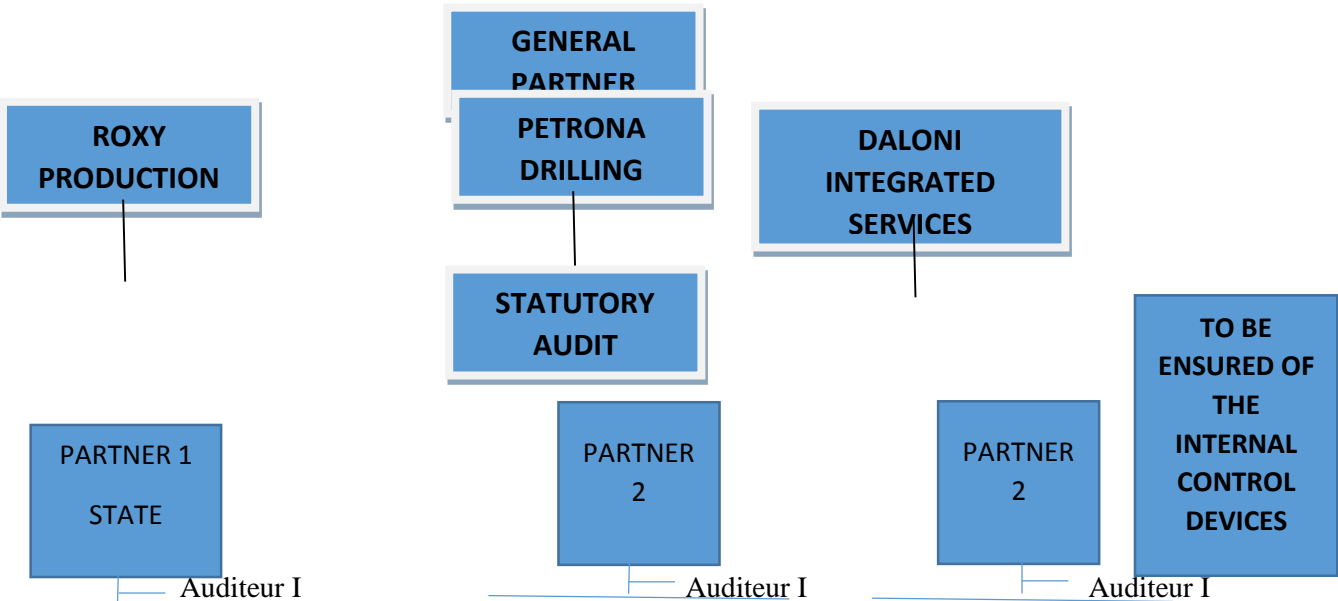 GENERAL
PARTNER
ROXY
PRODUCTION
PETRONA
DRILLING
DALONI
INTEGRATED
SERVICES
STATUTORY
AUDIT
TO BE
ENSURED OF
THE
INTERNAL
CONTROL
DEVICES
PARTNER 1
STATE
PARTNER
2
PARTNER
2
Auditeur I
Auditeur I
Auditeur I